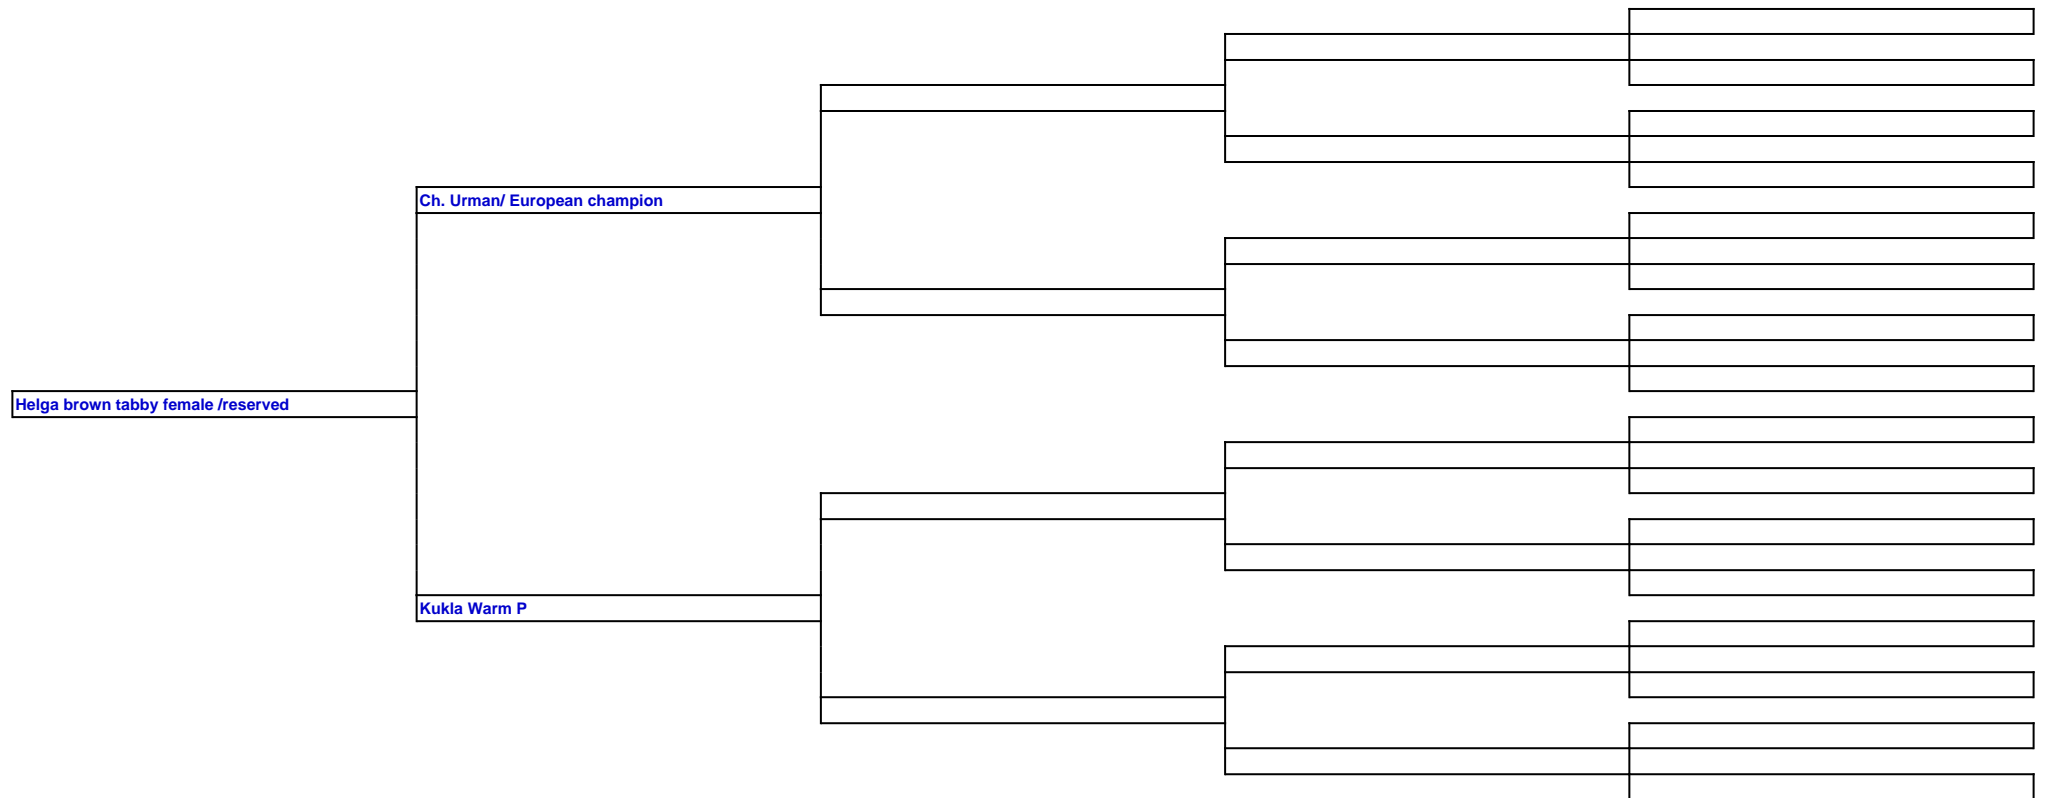 Ch. Urman/ European champion
Helga brown tabby female /reserved
Kukla Warm P